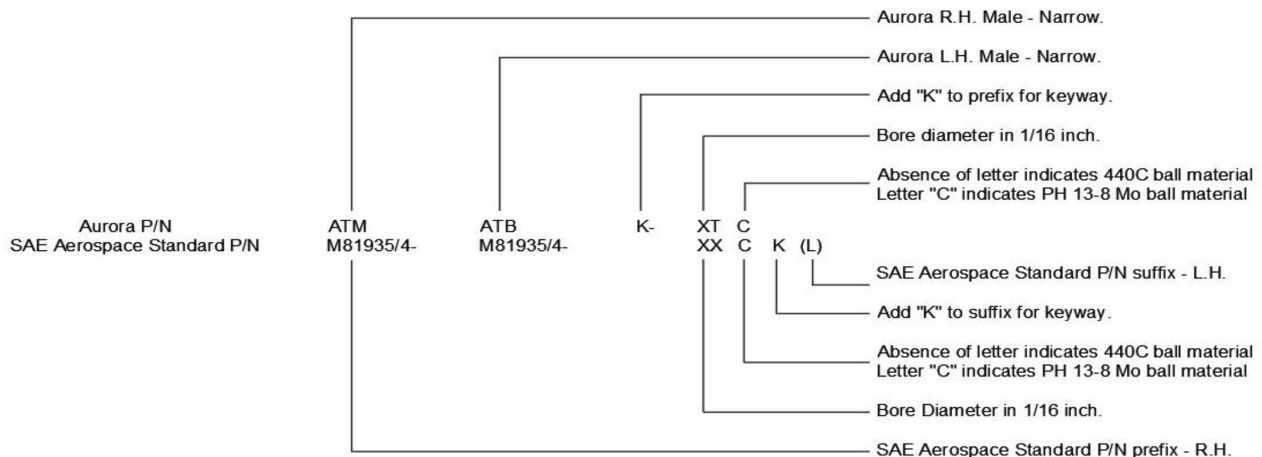 Aurora R.H. Male - Narrow.
Aurora L.H. Male - Narrow.
Add "K" to prefix for keyway.
Bore diameter in 1/16 inch.
Absence of letter indicates 440C ball material
Letter "C" indicates PH 13-8 Mo ball material
Aurora P/N ATM ATB K- XT C
SAE Aerospace Standard P/N M81935/4- M81935/4- XX C K (L)
SAE Aerospace Standard P/N suffix - L.H.
Add "K" to suffix for keyway.
Absence of letter indicates 440C ball material
Letter "C" indicates PH 13-8 Mo ball material
Bore Diameter in 1/16 inch.
SAE Aerospace Standard P/N prefix - R.H.